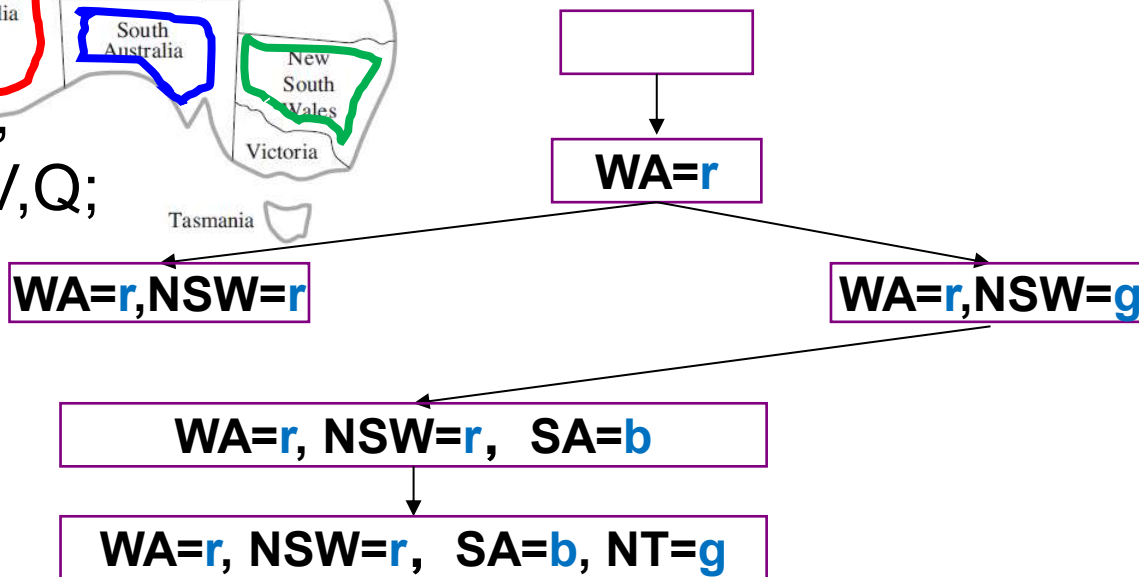 lia
South
Australia
New
South
Wales
Victoria
Tasmania
,
V,Q;
WA=r
WA=r,NSW=r
WA=r,NSW=g
WA=r, NSW=r, SA=b
WA=r, NSW=r, SA=b, NT=g